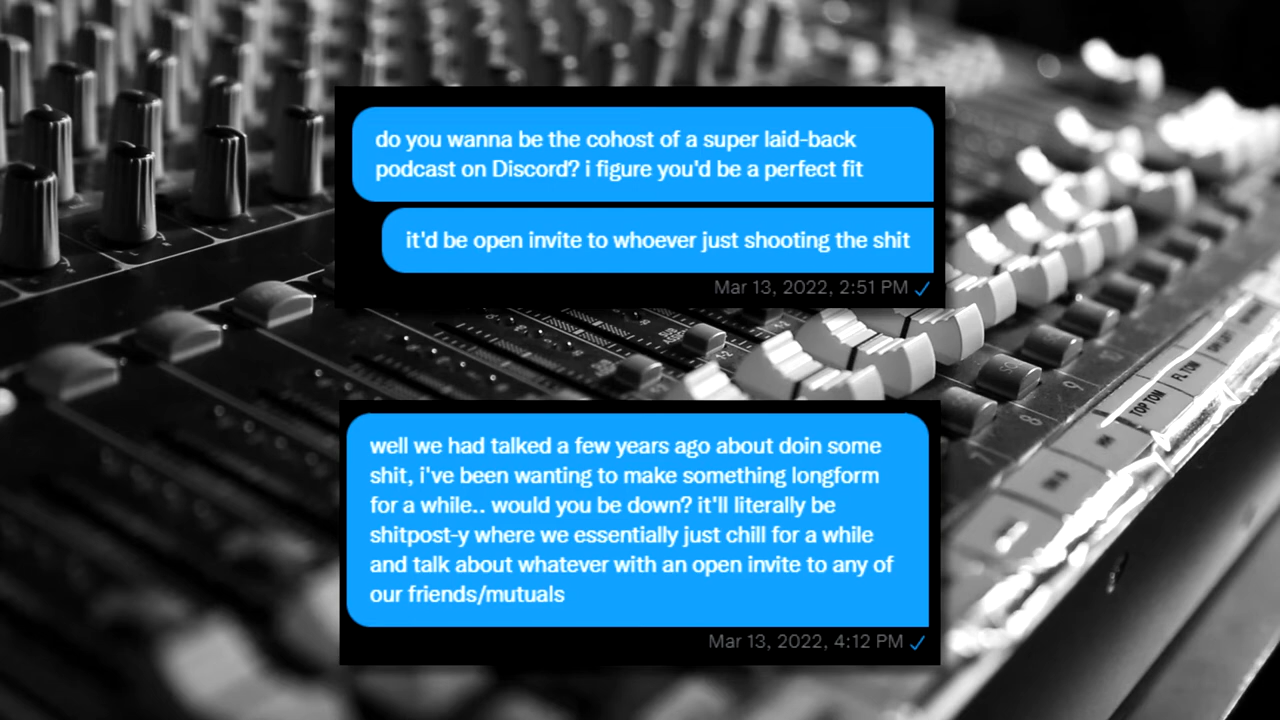 do you wanna be the cohost of a super laid-back
podcast on Discord? i figure you'd be a perfect fit
it'd be open invite to whoever just shooting the shit
Mar 13, 2022, 2:51 PM
well we had talked a few years ago about doin some
shit, i've been wanting to make something longform
for a while.. would you be down? it'll literally be
shitpost-y where we essentially just chill for a while
and talk about whatever with an open invite to any of
our friends/mutuals
Mar 13, 2022, 4:12 PM
TOP TOM
FL TOM